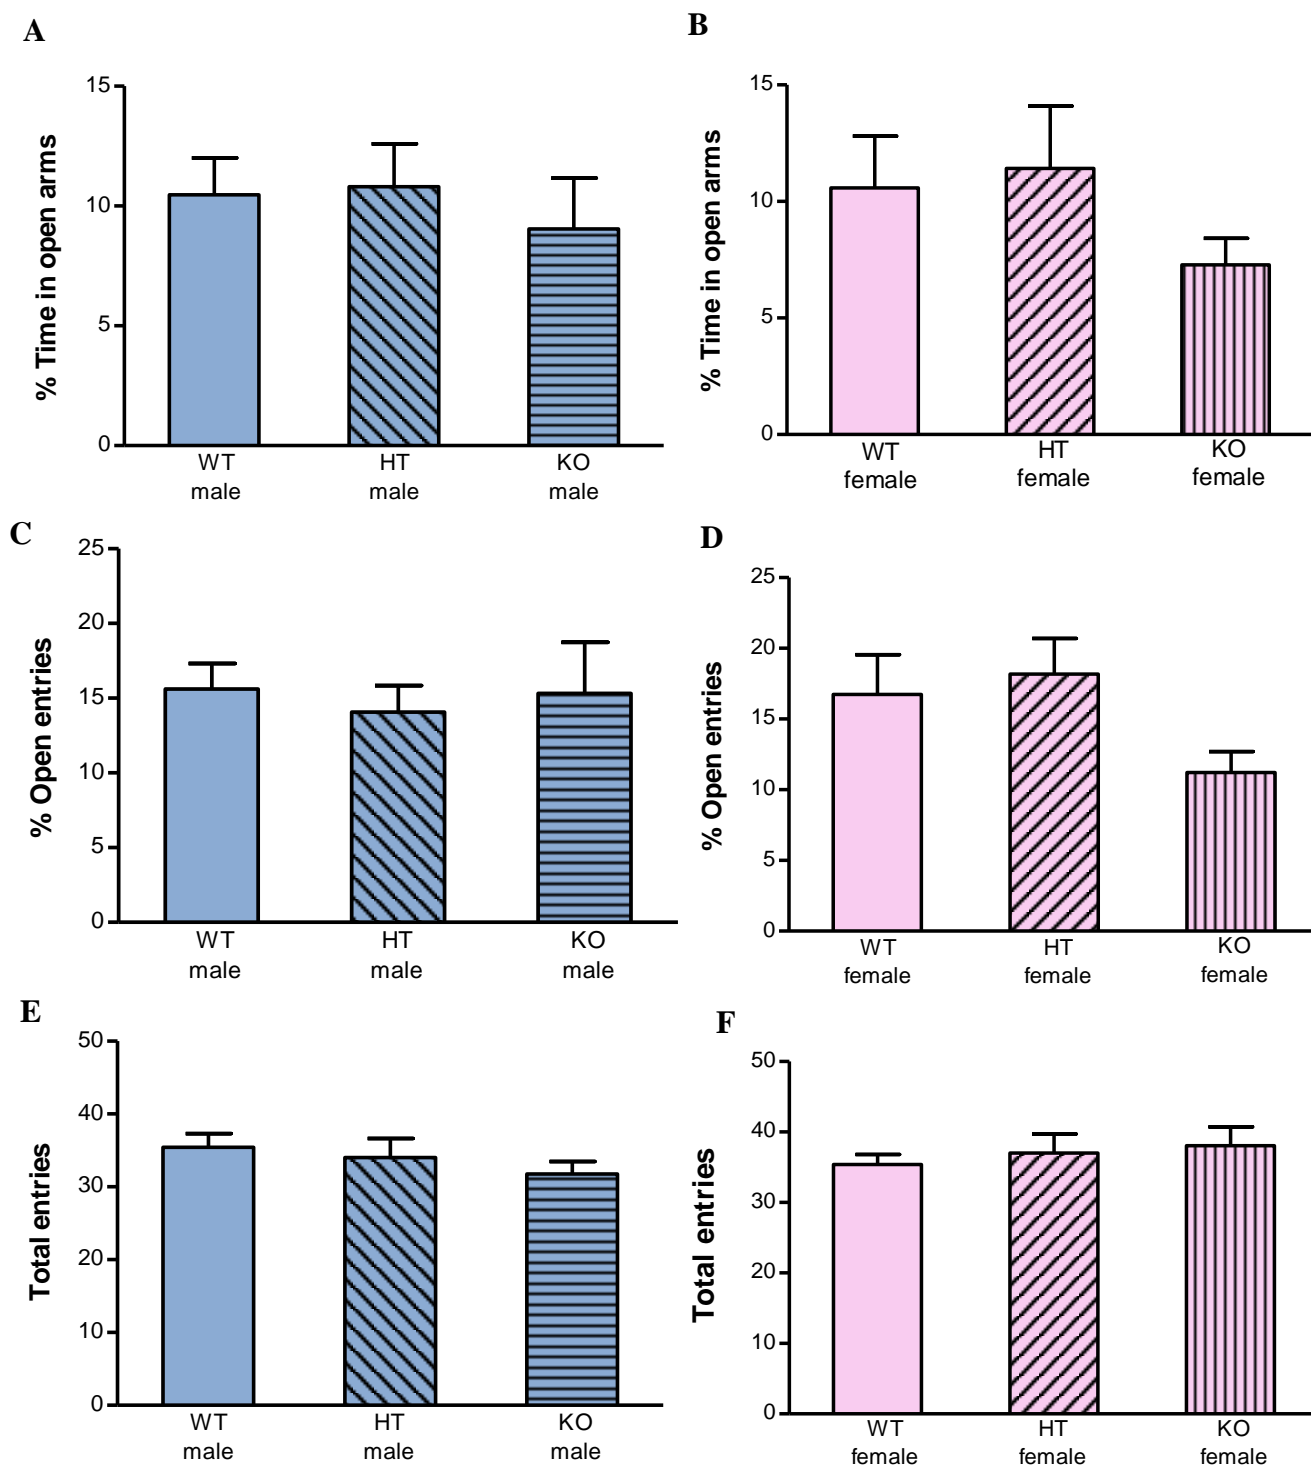 A
% Time in open arms
15
10
5
0
WT
male
HT
male
KO
male
B
% Time in open arms
15
10
5
0
WT
female
HT
female
KO
female
C
% Open entries
25
20
15
10
5
0
WT
male
HT
male
KO
male
D
% Open entries
25
20
15
10
5
0
WT
female
HT
female
KO
female
E
Total entries
50
40
30
20
10
0
WT
male
HT
male
KO
male
F
Total entries
50
40
30
20
10
0
WT
female
HT
female
KO
female